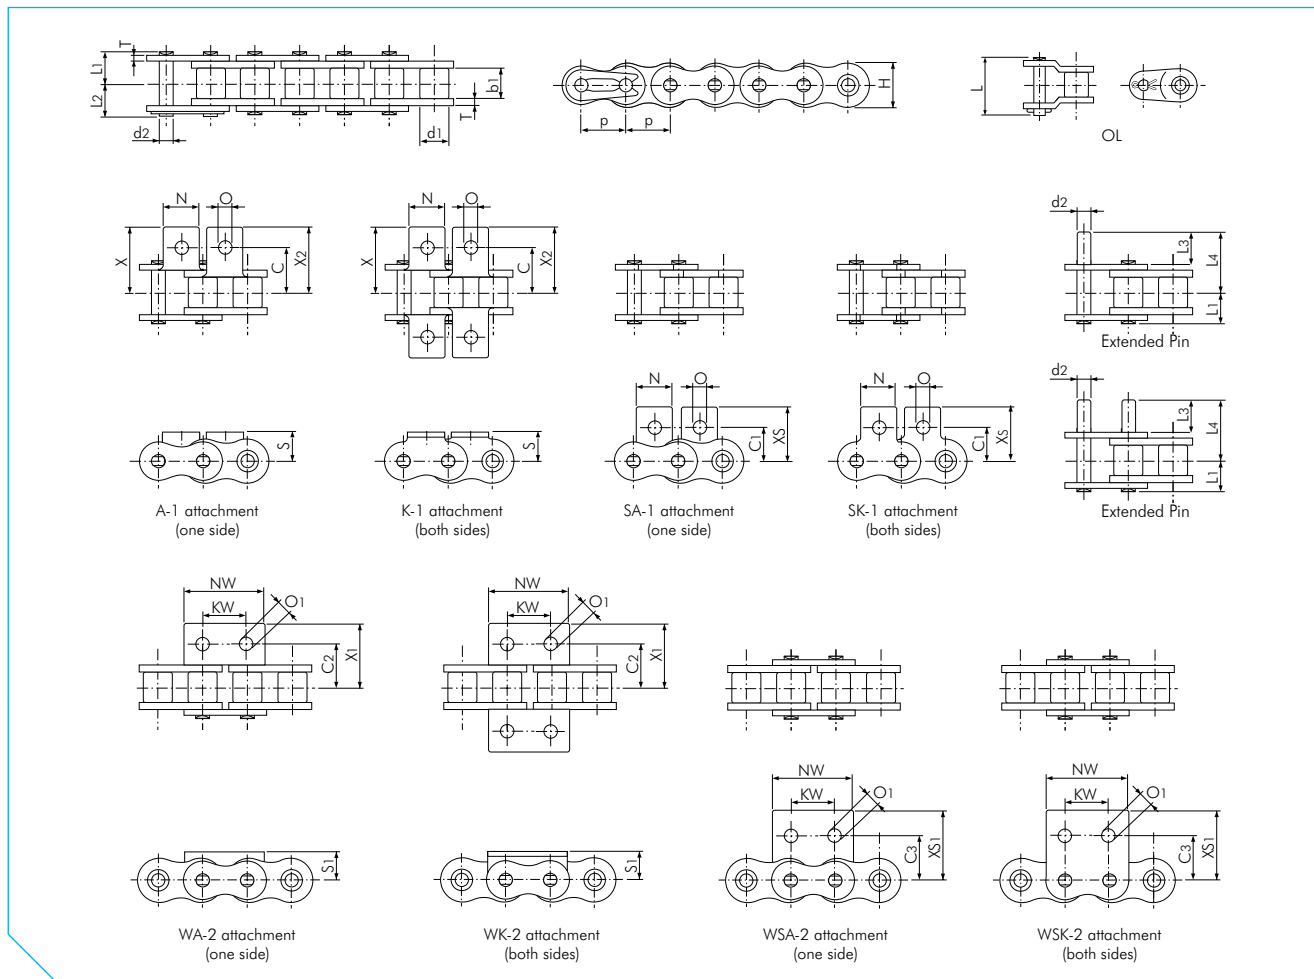 T
L1
L2
d2
b1
T
d1
p
p
H
L
OL
N
O
X
C
X2
N
O
X
C
X2
d2
L3
L4
L1
Extended Pin
S
A-1 attachment
(one side)
S
K-1 attachment
(both sides)
N
O
C1
XS
SA-1 attachment
(one side)
N
O
C1
XS
SK-1 attachment
(both sides)
d2
L3
L4
L1
Extended Pin
NW
KW
O1
C2
X1
NW
KW
O1
C2
X1
S1
WA-2 attachment
(one side)
S1
WK-2 attachment
(both sides)
NW
KW
O1
C3
XS1
WSA-2 attachment
(one side)
NW
KW
O1
C3
XS1
WSK-2 attachment
(both sides)